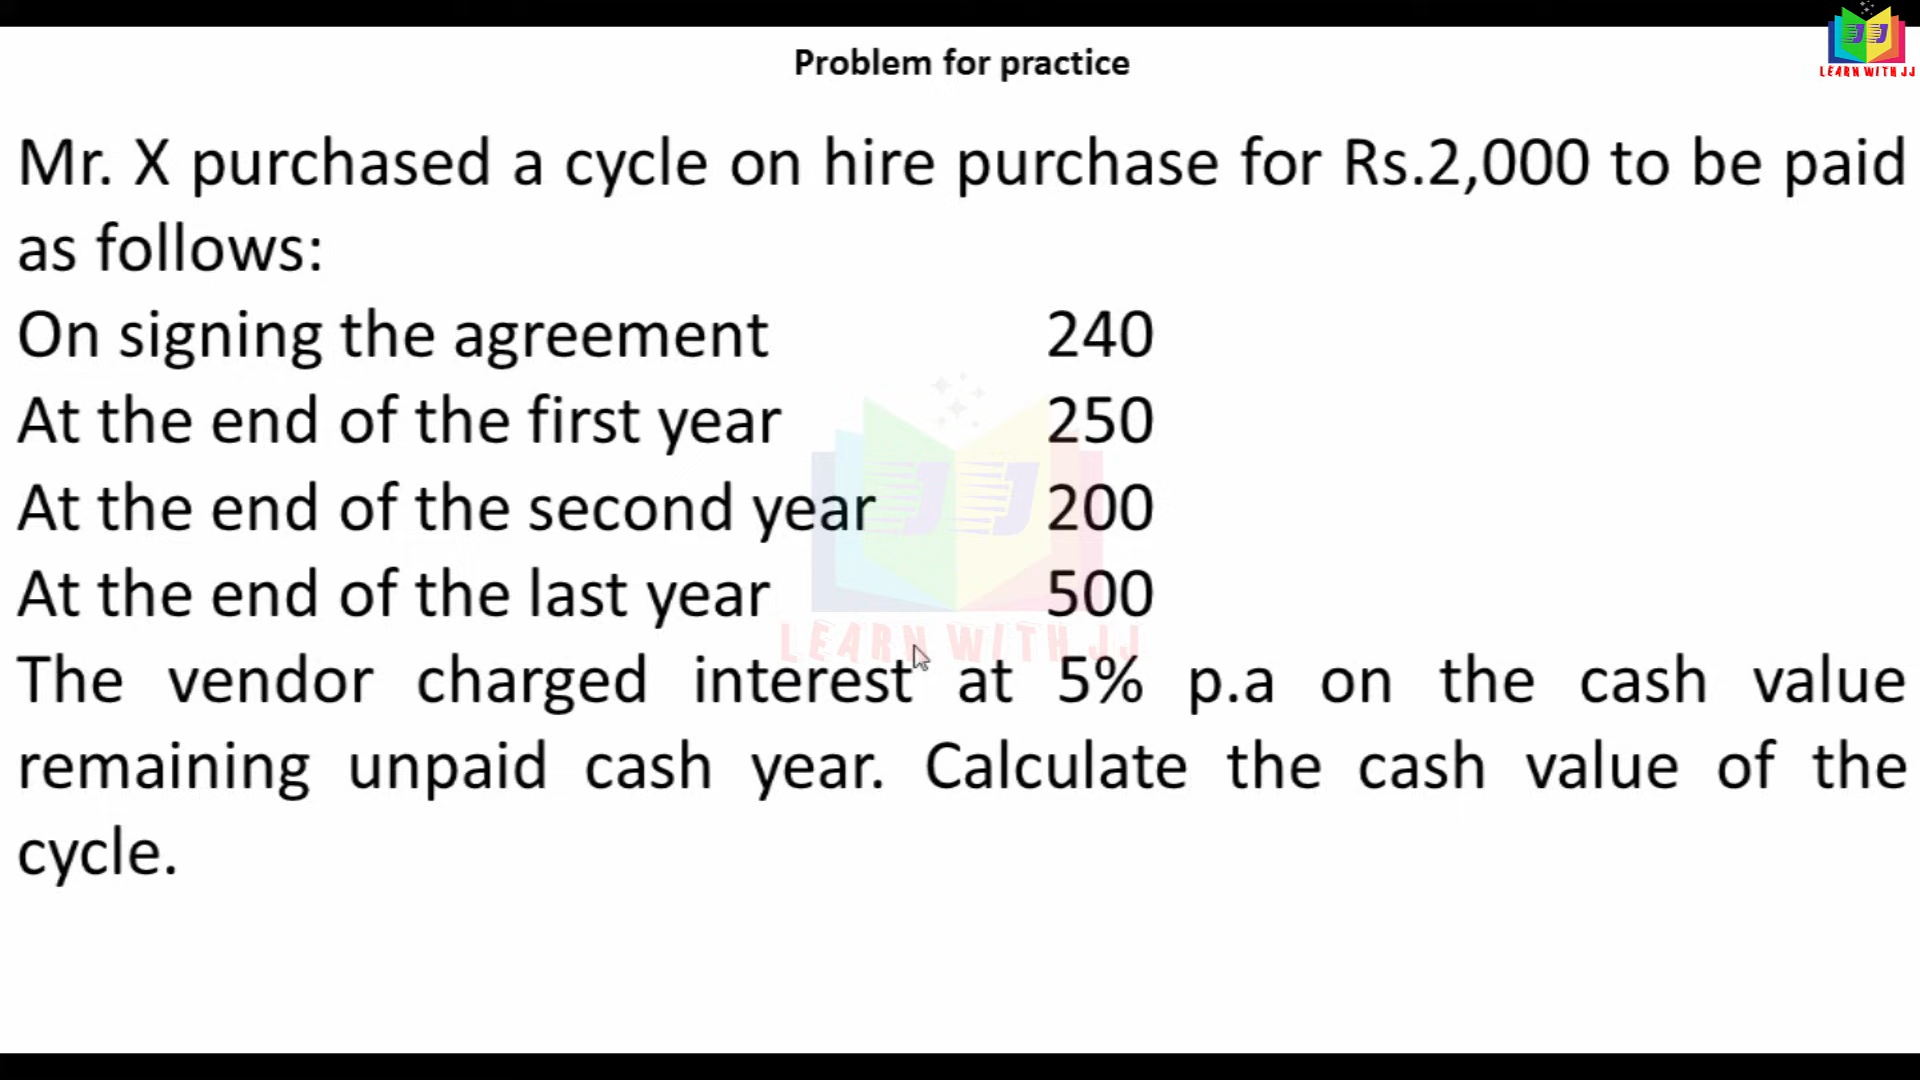 LEARN WITH JJ
Problem for practice
Mr. X purchased a cycle on hire purchase for Rs.2,000 to be paid
as follows:
On signing the agreement 240
At the end of the first year 250
At the end of the second year 200
At the end of the last year 500
LEARN WITH JJ
The vendor charged interest at 5% p.a on the cash value
remaining unpaid cash year. Calculate the cash value of the
cycle.